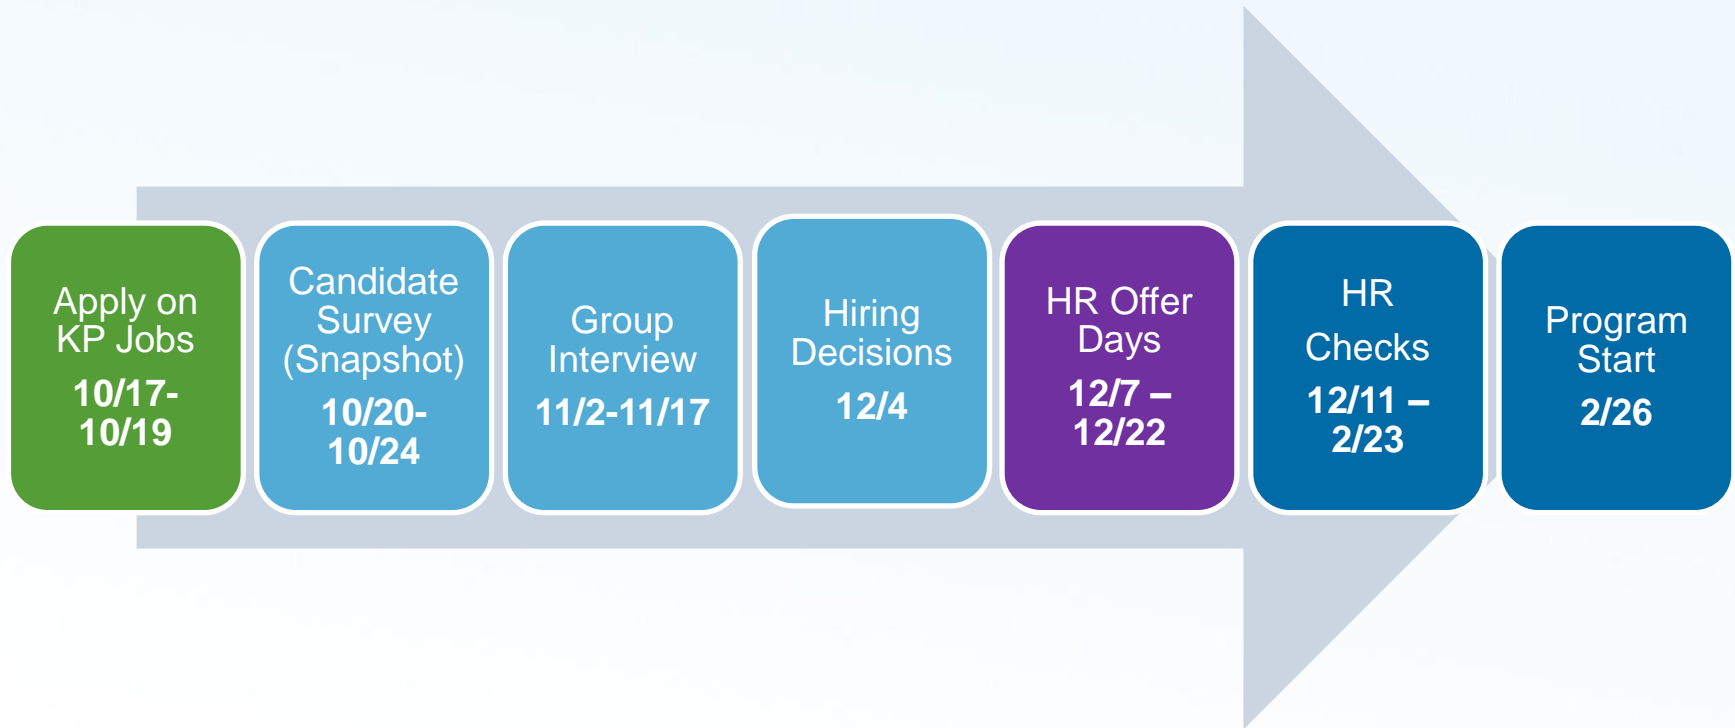 Apply on
KP Jobs
10/17-
10/19
Candidate
Survey
(Snapshot)
10/20-
10/24
Group
Interview
11/2-11/17
Hiring
Decisions
12/4
HR Offer
Days
12/7 –
12/22
HR
Checks
12/11 –
2/23
Program
Start
2/26